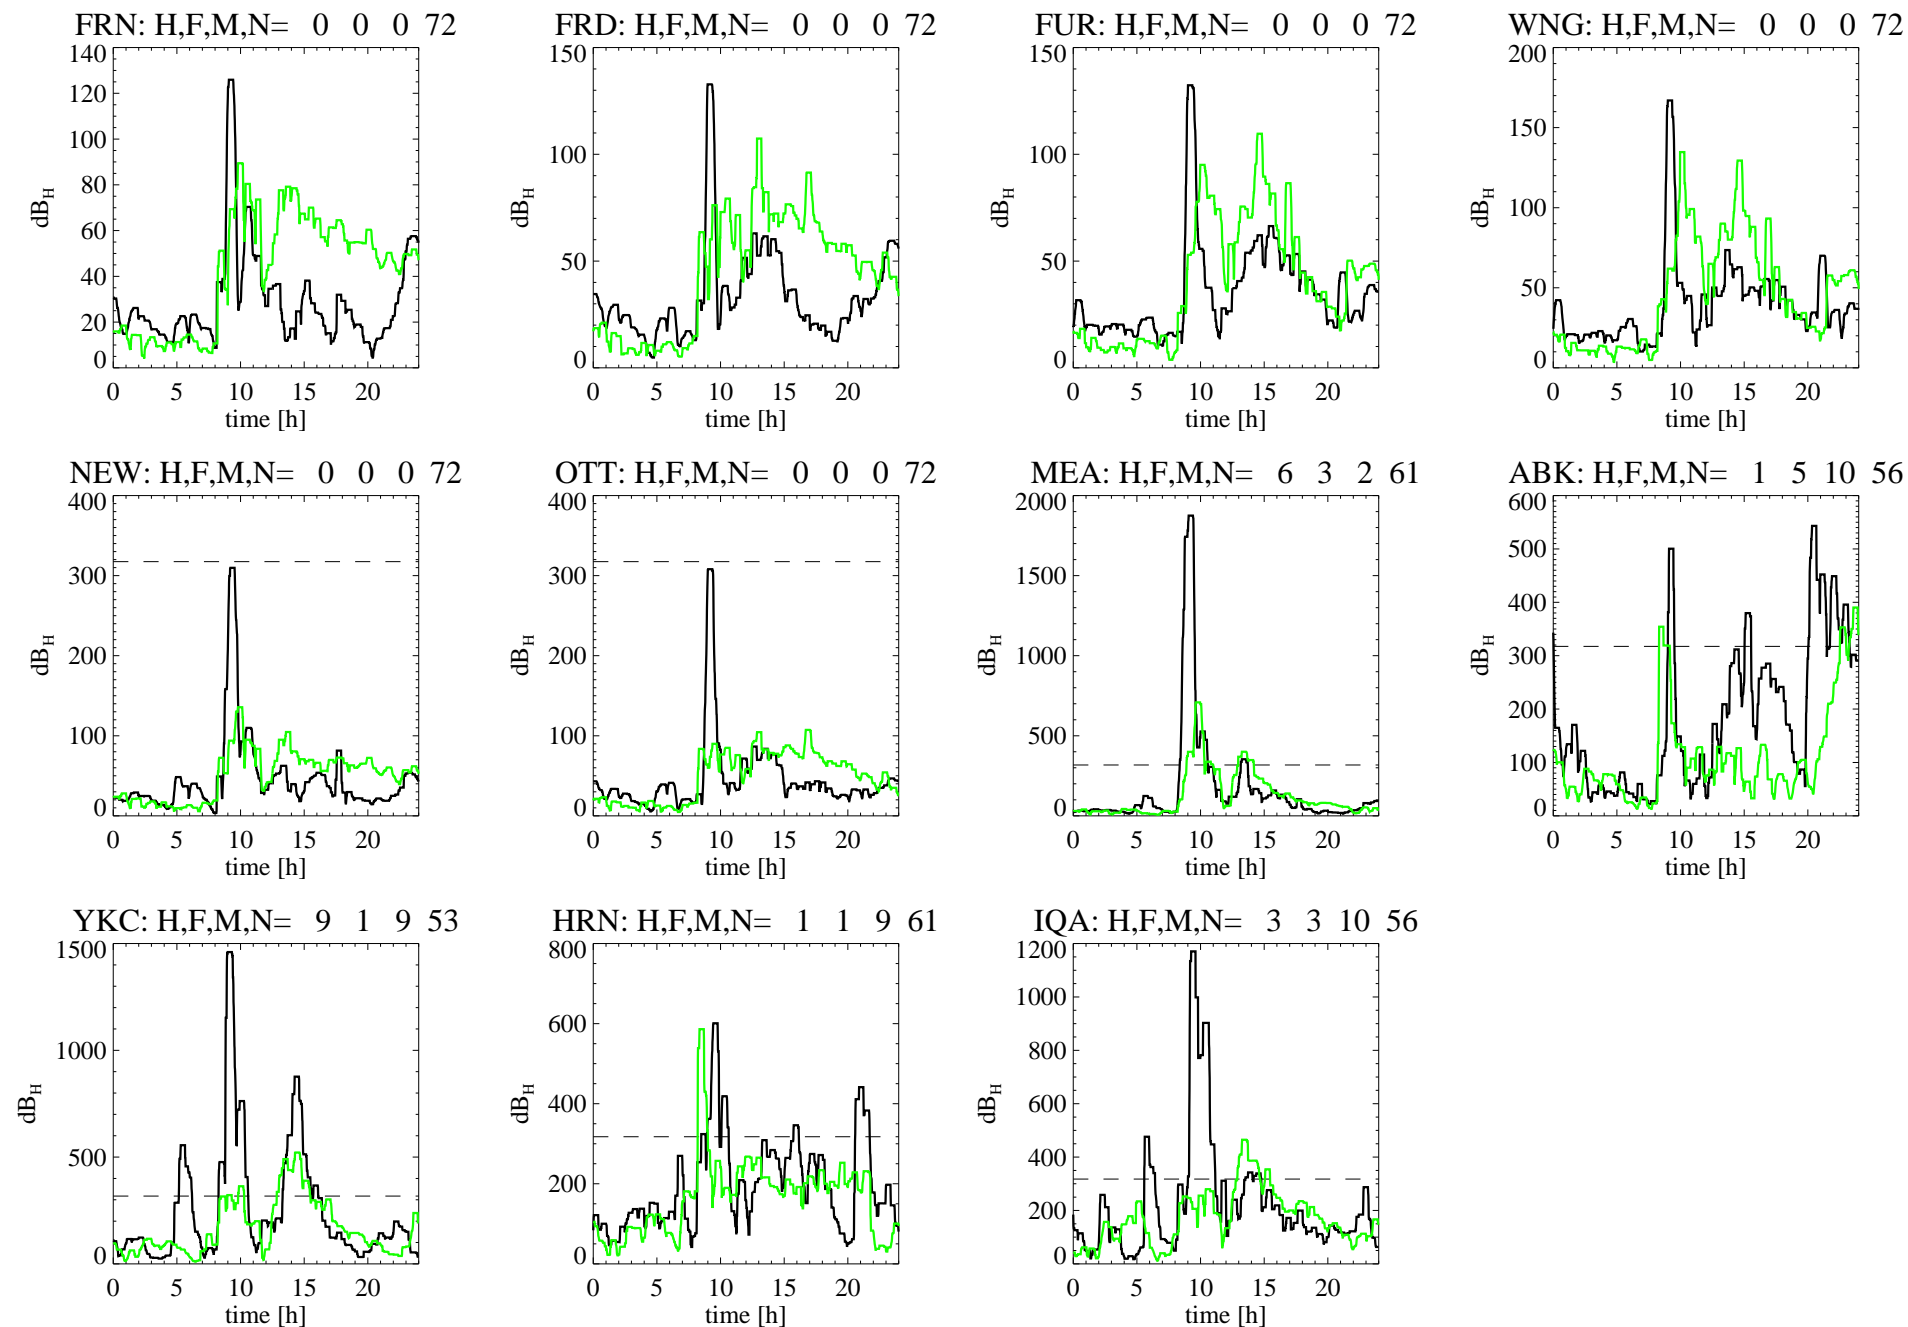 FRN: H,F,M,N= 0 0 0 72
140
120
100
80
60
40
20
0
dB_H
0 5 10 15 20
time [h]
FRD: H,F,M,N= 0 0 0 72
150
100
50
0
dB_H
0 5 10 15 20
time [h]
FUR: H,F,M,N= 0 0 0 72
150
100
50
0
dB_H
0 5 10 15 20
time [h]
WNG: H,F,M,N= 0 0 0 72
200
150
100
50
0
dB_H
0 5 10 15 20
time [h]
NEW: H,F,M,N= 0 0 0 72
400
300
200
100
0
dB_H
0 5 10 15 20
time [h]
OTT: H,F,M,N= 0 0 0 72
400
300
200
100
0
dB_H
0 5 10 15 20
time [h]
MEA: H,F,M,N= 6 3 2 61
2000
1500
1000
500
0
dB_H
0 5 10 15 20
time [h]
ABK: H,F,M,N= 1 5 10 56
600
500
400
300
200
100
0
dB_H
0 5 10 15 20
time [h]
YKC: H,F,M,N= 9 1 9 53
1500
1000
500
0
dB_H
0 5 10 15 20
time [h]
HRN: H,F,M,N= 1 1 9 61
800
600
400
200
0
dB_H
0 5 10 15 20
time [h]
IQA: H,F,M,N= 3 3 10 56
1200
1000
800
600
400
200
0
dB_H
0 5 10 15 20
time [h]